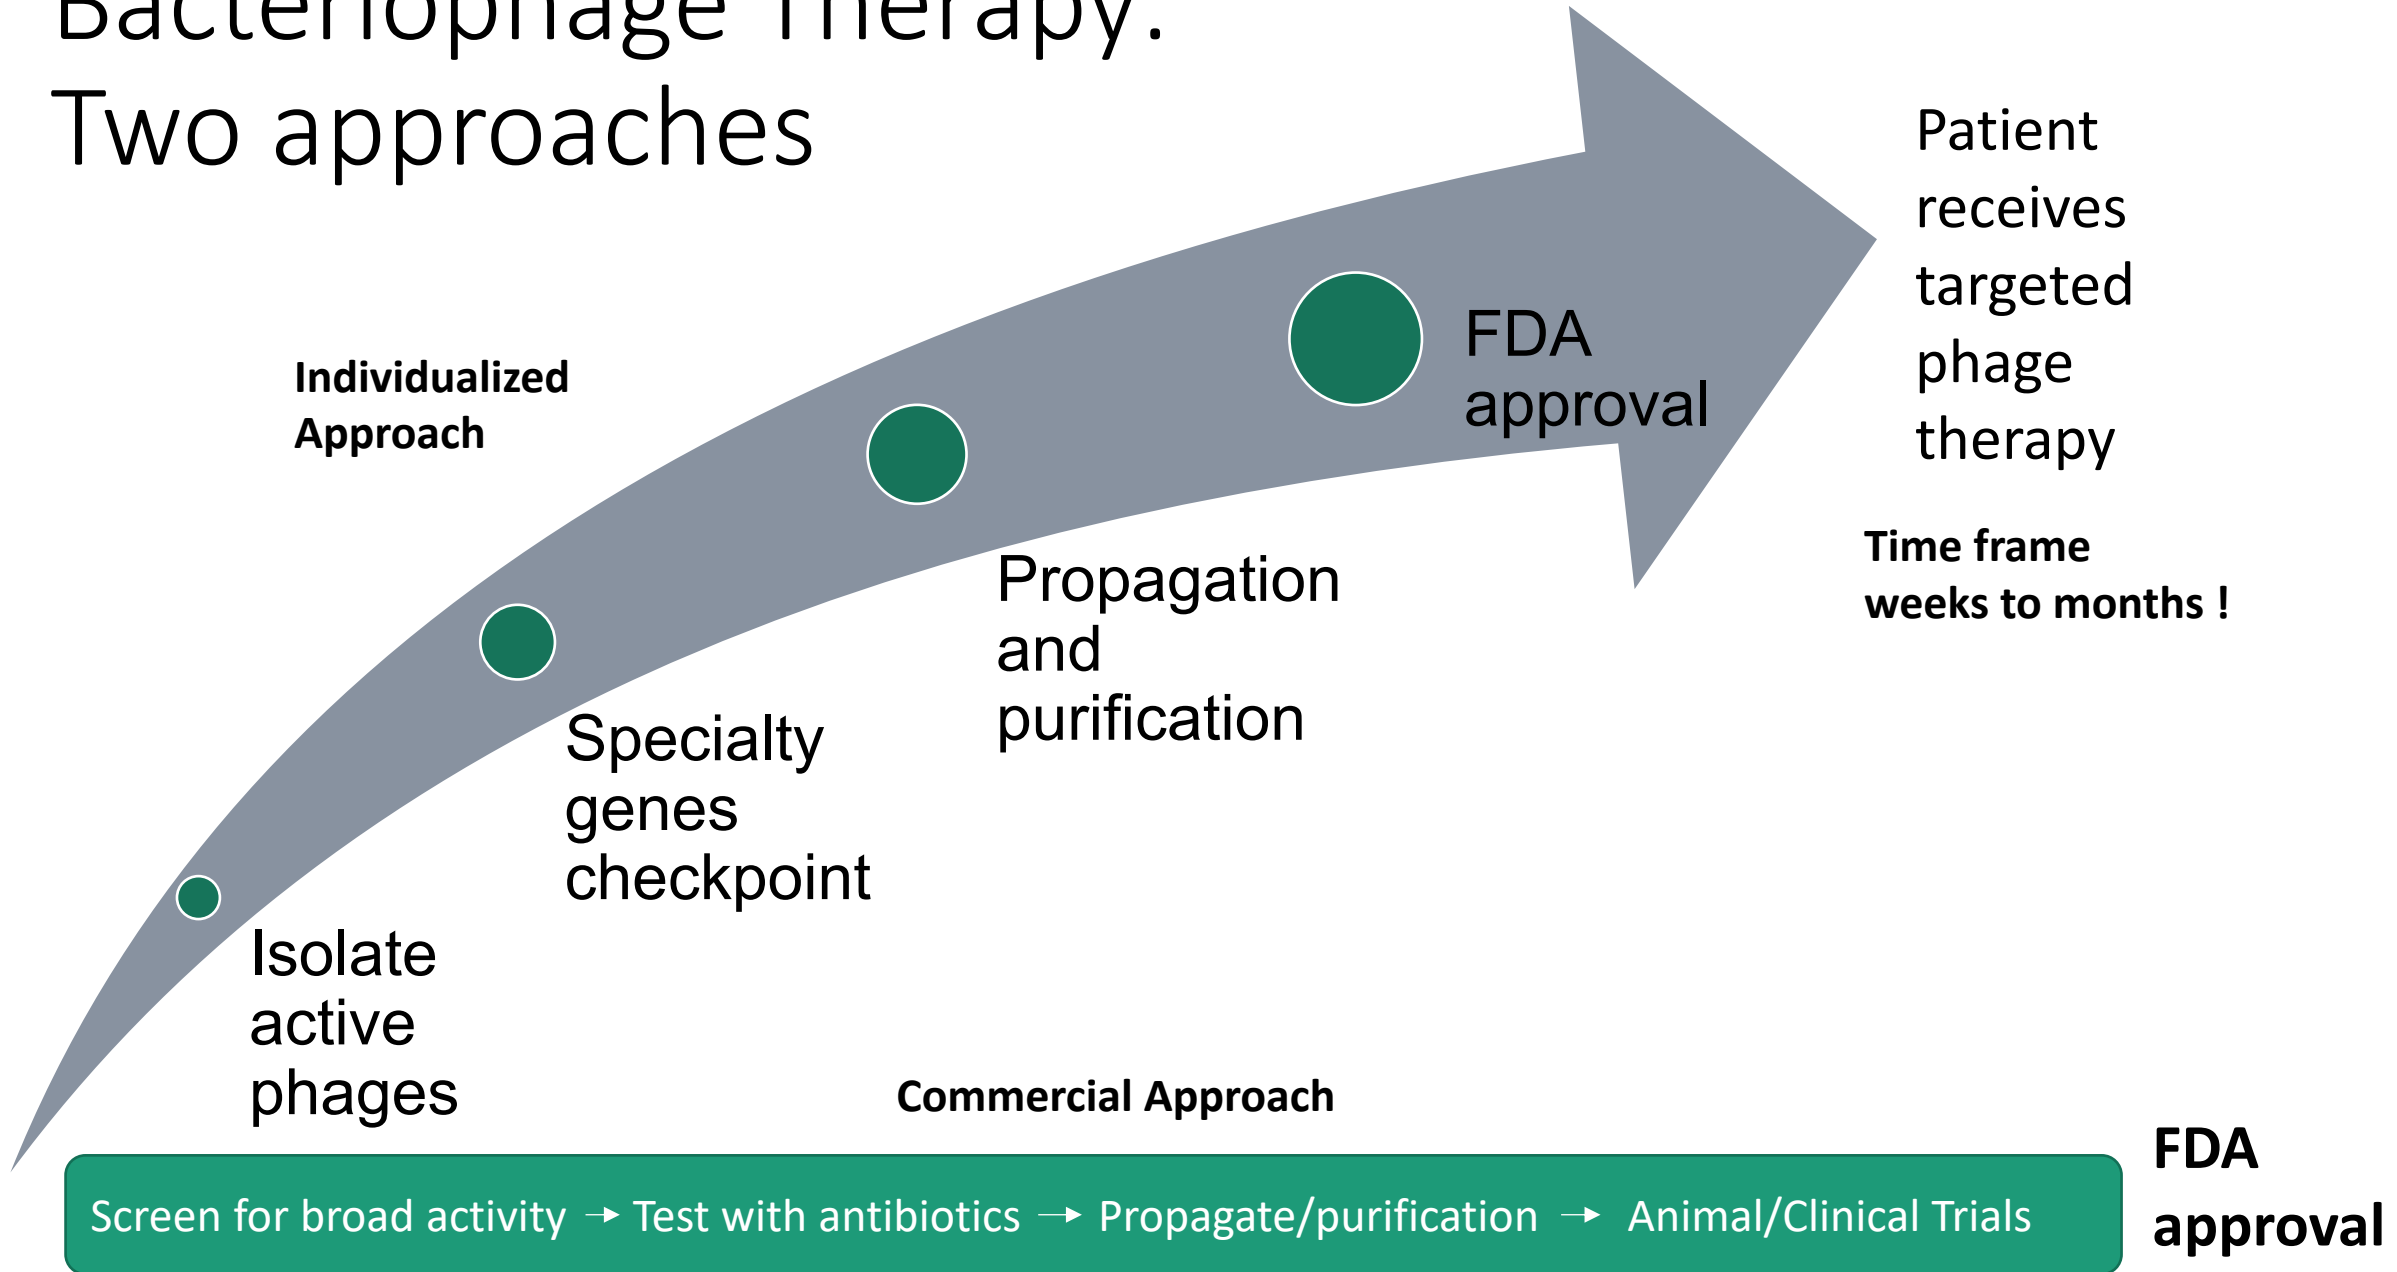 Bacteriophage Therapy:
Two approaches
Individualized
Approach
Isolate
active
phages
Specialty
genes
checkpoint
Propagation
and
purification
FDA
approval
Patient
receives
targeted
phage
therapy
Time frame
weeks to months !
Commercial Approach
Screen for broad activity → Test with antibiotics → Propagate/purification → Animal/Clinical Trials
FDA
approval